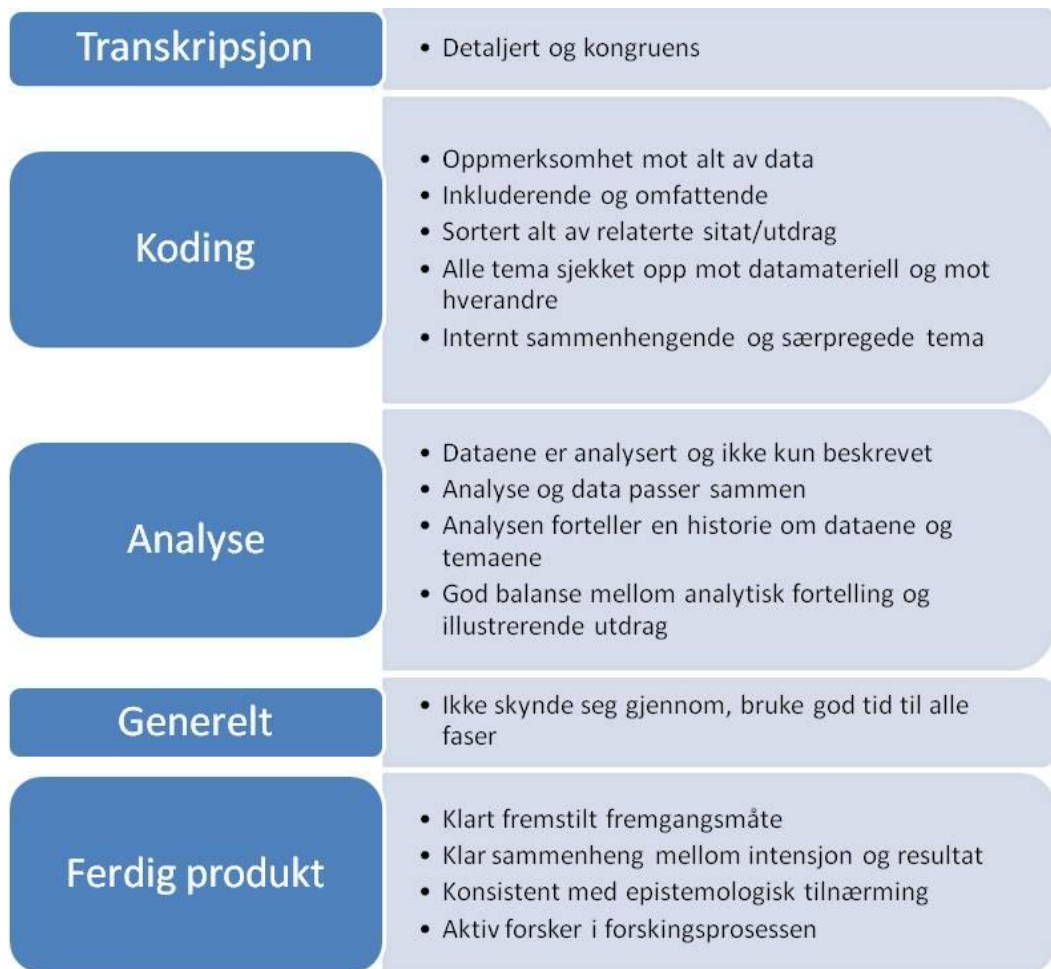 Transkripsjon
• Detaljert og kongruens
Koding
• Oppmerksomhet mot alt av data
• Inkluderende og omfattende
• Sortert alt av relaterte sitat/utdrag
• Alle tema sjekket opp mot datamateriell og mot
hverandre
• Internt sammenhengende og særpregede tema
Analyse
• Dataene er analysert og ikke kun beskrevet
• Analyse og data passer sammen
• Analysen forteller en historie om dataene og
temaene
• God balanse mellom analytisk fortelling og
illustrerende utdrag
Generelt
• Ikke skynde seg gjennom, bruke god tid til alle
faser
Ferdig produkt
• Klart fremstilt fremgangsmåte
• Klar sammenheng mellom intensjon og resultat
• Konsistent med epistemologisk tilnærming
• Aktiv forsker i forskingsprosessen